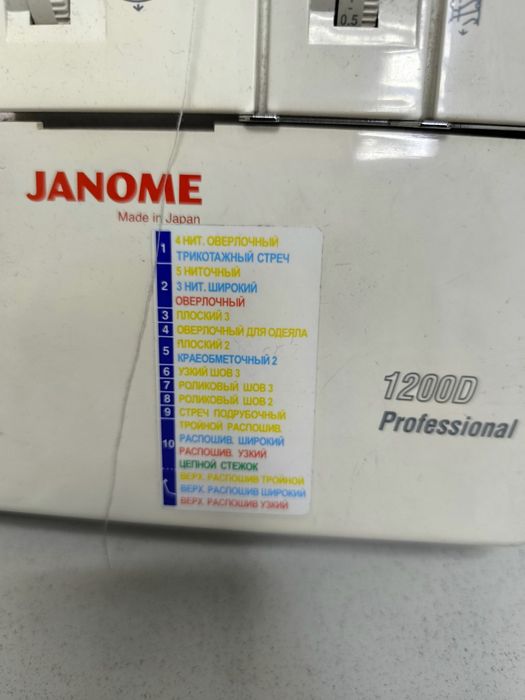 0.5
JANOME
Made in Japan
1 4 НИТ. ОВЕРЛОЧНЫЙ
ТРИКОТАЖНЫЙ СТРЕЧ
2 5 НИТОЧНЫЙ
3 НИТ. ШИРОКИЙ
ОВЕРЛОЧНЫЙ
3 ПЛОСКИЙ 3
4 ОВЕРЛОЧНЫЙ ДЛЯ ОДЕЯЛА
5 ПЛОСКИЙ 2
КРАЕОБМЕТОЧНЫЙ 2
6 УЗКИЙ ШОВ 3
7 РОЛИКОВЫЙ ШОВ 3
8 РОЛИКОВЫЙ ШОВ 2
9 СТРЕЧ ПОДРУБОЧНЫЙ
10 ТРОЙНОЙ РАСПОШИВ.
РАСПОШИВ. ШИРОКИЙ
РАСПОШИВ. УЗКИЙ
ЦЕПНОЙ СТЕЖОК
ВЕРХ. РАСПОШИВ ТРОЙНОЙ
ВЕРХ. РАСПОШИВ ШИРОКИЙ
ВЕРХ. РАСПОШИВ УЗКИЙ
1200D
Professional